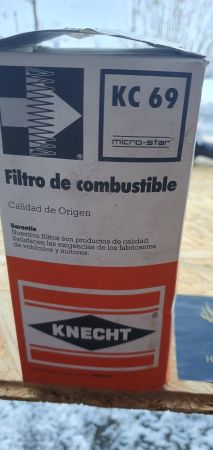 KC 69
micro-star
®
Filtro de combustible
Calidad de Origen
Garantía
Nuestros filtros son productos de calidad.
Satisfacen las exigencias de los fabricantes
de vehículos y motores.
®
KNECHT